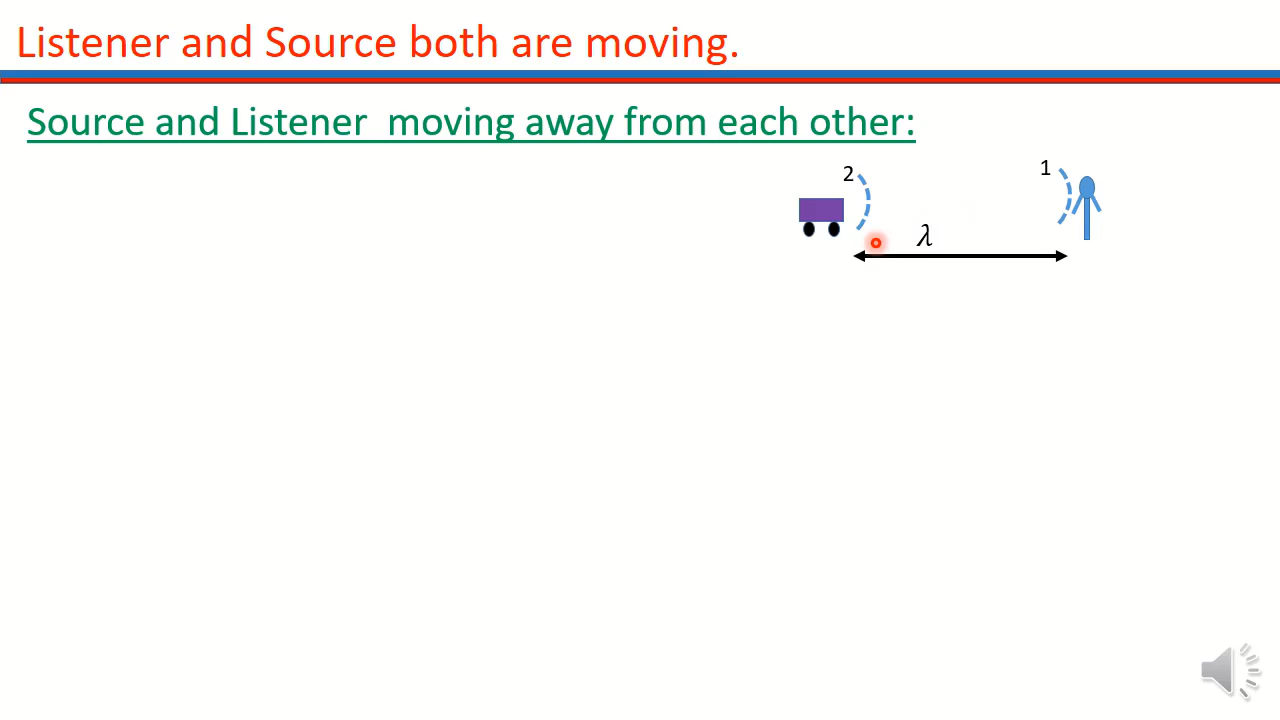 Listener and Source both are moving.
Source and Listener  moving away from each other:
2
1
λ